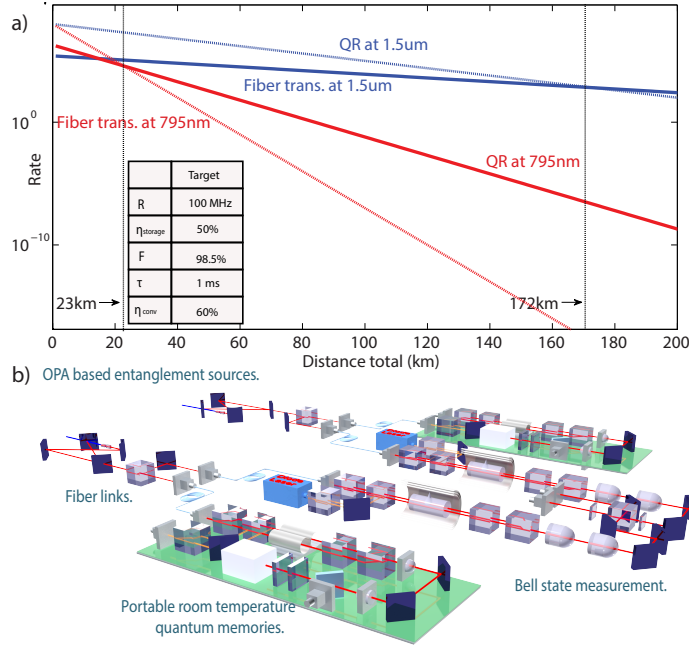 a)
QR at 1.5um
Fiber trans. at 1.5um
10^0
Fiber trans. at 795nm
QR at 795nm
Rate
Target
R 100 MHz
ηstorage 50%
F 98.5%
τ 1 ms
η conv 60%
10^-10
23km
172km
0 20 40 60 80 100 120 140 160 180 200
Distance total (km)
b)
OPA based entanglement sources.
Fiber links.
Bell state measurement.
Portable room temperature
quantum memories.